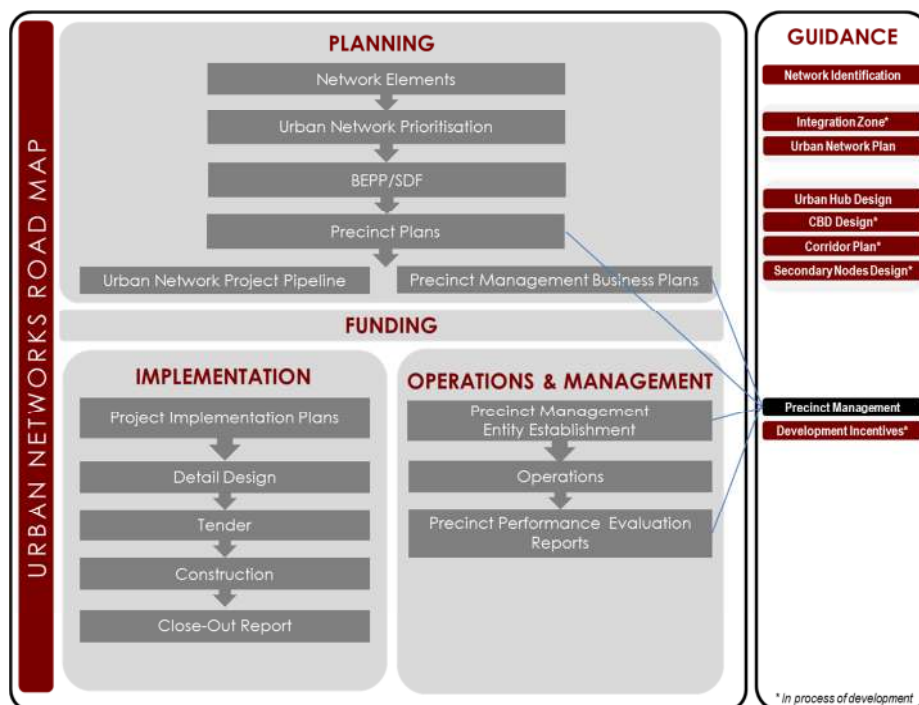 URBAN NETWORKS ROAD MAP
PLANNING
Network Elements
Urban Network Prioritisation
BEPP/SDF
Precinct Plans
Urban Network Project Pipeline
Precinct Management Business Plans
FUNDING
IMPLEMENTATION
Project Implementation Plans
Detail Design
Tender
Construction
Close-Out Report
OPERATIONS & MANAGEMENT
Precinct Management
Entity Establishment
Operations
Precinct Performance Evaluation
Reports
GUIDANCE
Network Identification
Integration Zone*
Urban Network Plan
Urban Hub Design
CBD Design*
Corridor Plan*
Secondary Nodes Design*
Precinct Management
Development Incentives*
* In process of development